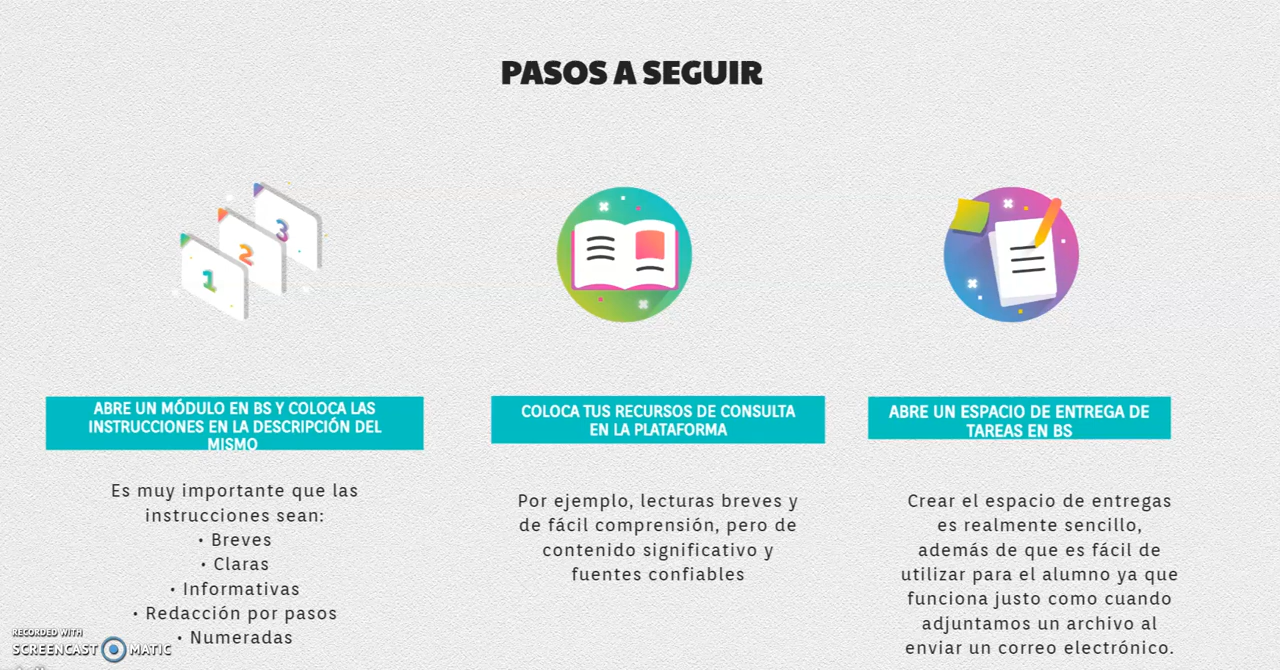 PASOS A SEGUIR
1
2
3
ABRE UN MÓDULO EN BS Y COLOCA LAS
INSTRUCCIONES EN LA DESCRIPCIÓN DEL
MISMO
Es muy importante que las
instrucciones sean:
• Breves
• Claras
• Informativas
• Redacción por pasos
• Numeradas
COLOCA TUS RECURSOS DE CONSULTA
EN LA PLATAFORMA
Por ejemplo, lecturas breves y
de fácil comprensión, pero de
contenido significativo y
fuentes confiables
ABRE UN ESPACIO DE ENTREGA DE
TAREAS EN BS
Crear el espacio de entregas
es realmente sencillo,
además de que es fácil de
utilizar para el alumno ya que
funciona justo como cuando
adjuntamos un archivo al
enviar un correo electrónico.
RECORDED WITH
SCREENCAST MATIC